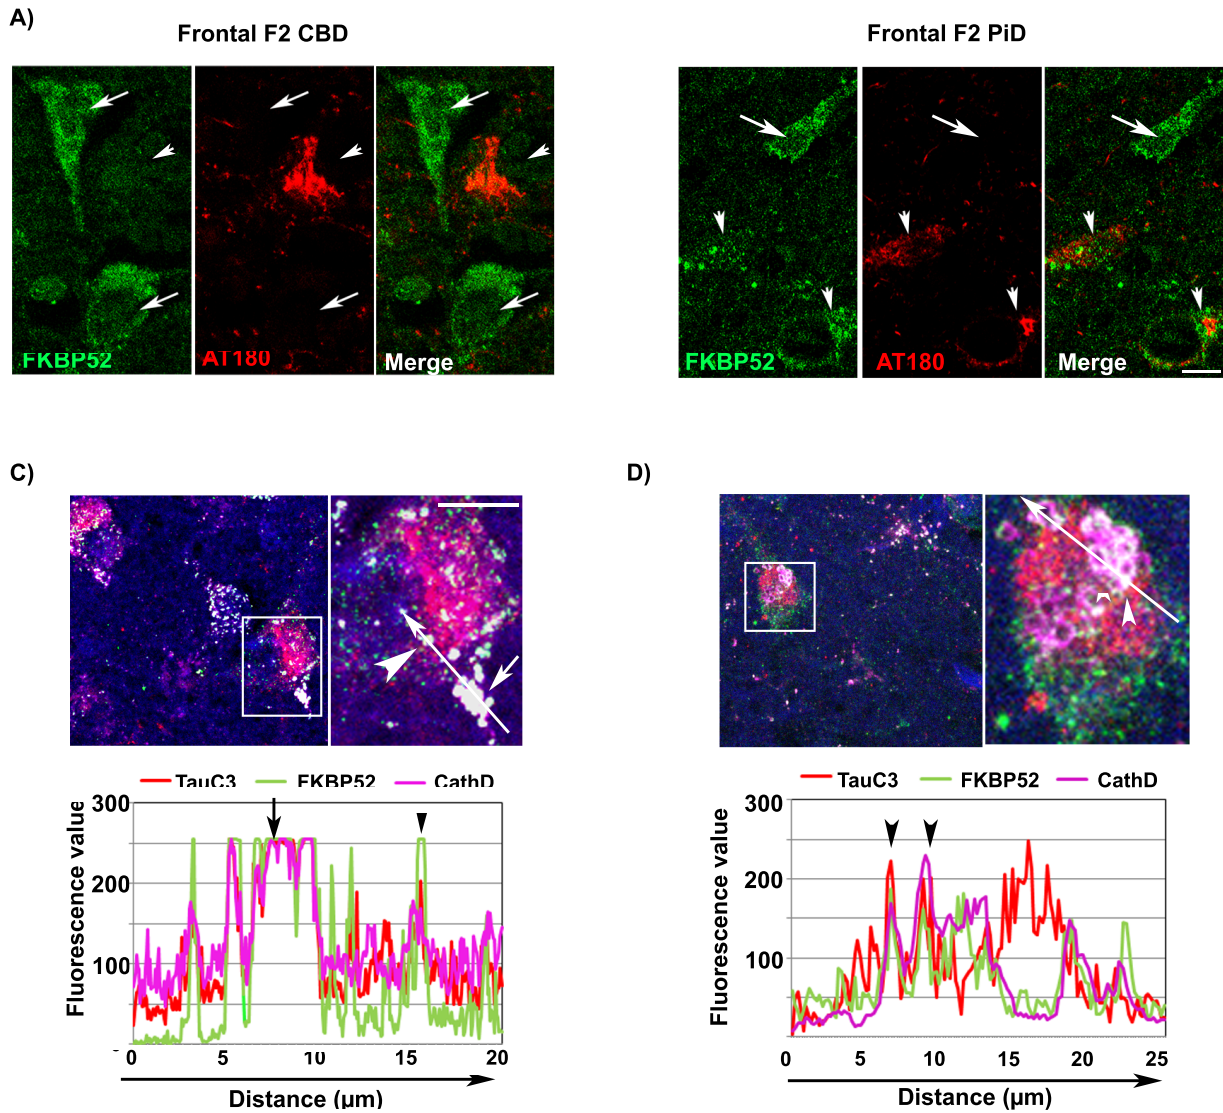 A)
Frontal F2 CBD
Frontal F2 PiD
FKBP52
AT180
Merge
FKBP52
AT180
Merge
C)
D)
TauC3
FKBP52
CathD
Fluorescence value
300
200
100
0
5
10
15
20
Distance (µm)
TauC3
FKBP52
CathD
Fluorescence value
300
200
100
0
5
10
15
20
25
Distance (µm)